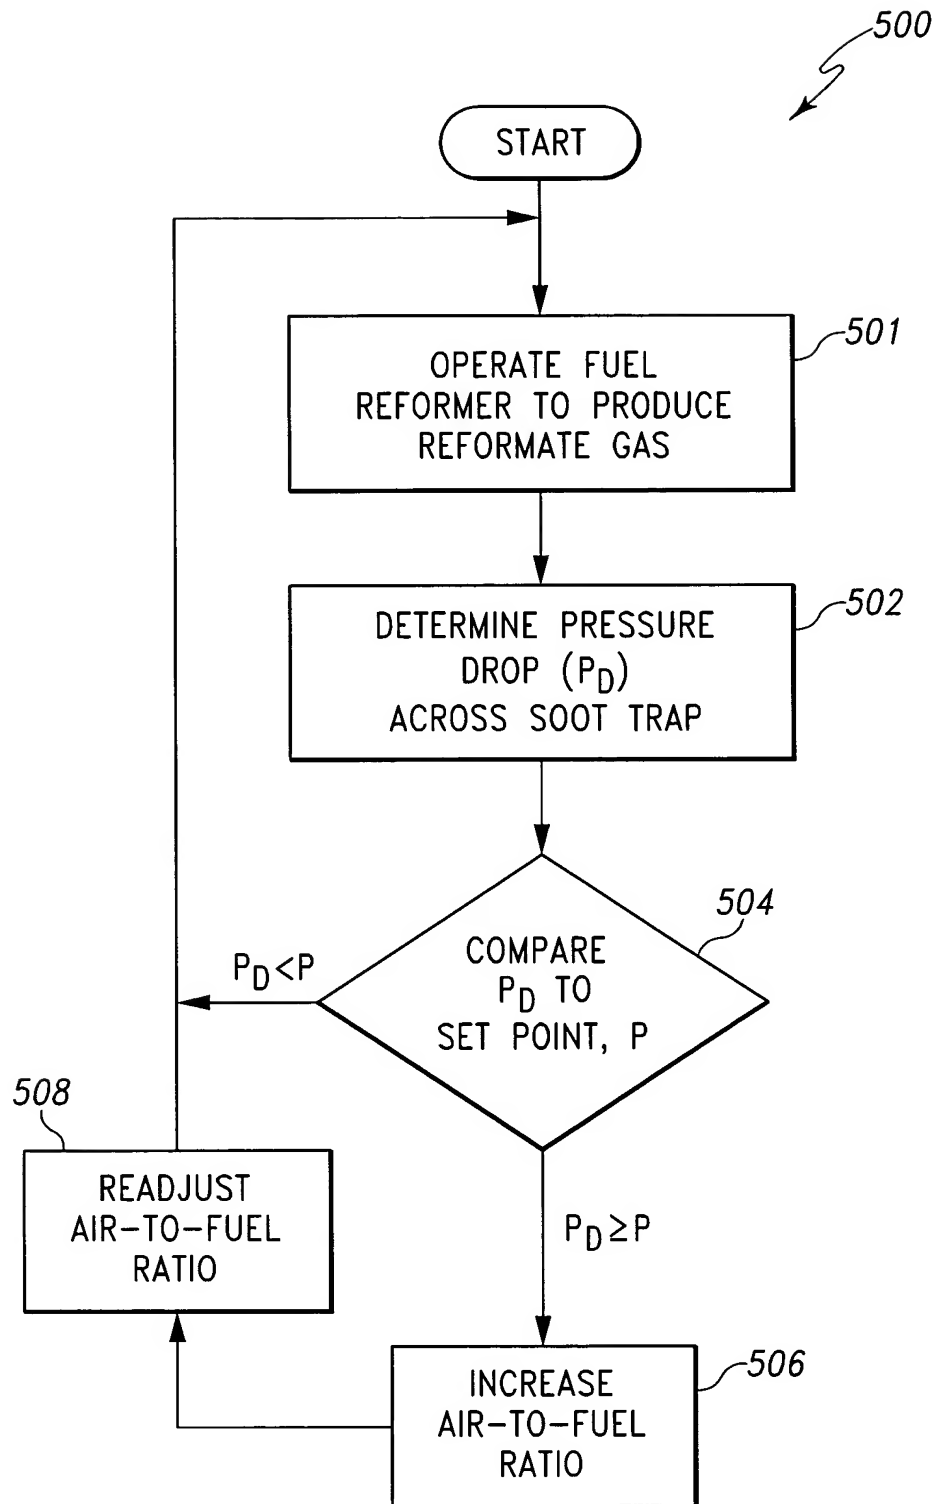 500
START
501
OPERATE FUEL
REFORMER TO PRODUCE
REFORMATE GAS
502
DETERMINE PRESSURE
DROP (PD)
ACROSS SOOT TRAP
504
COMPARE
PD TO
SET POINT, P
PD<P
508
READJUST
AIR-TO-FUEL
RATIO
PD≥P
506
INCREASE
AIR-TO-FUEL
RATIO